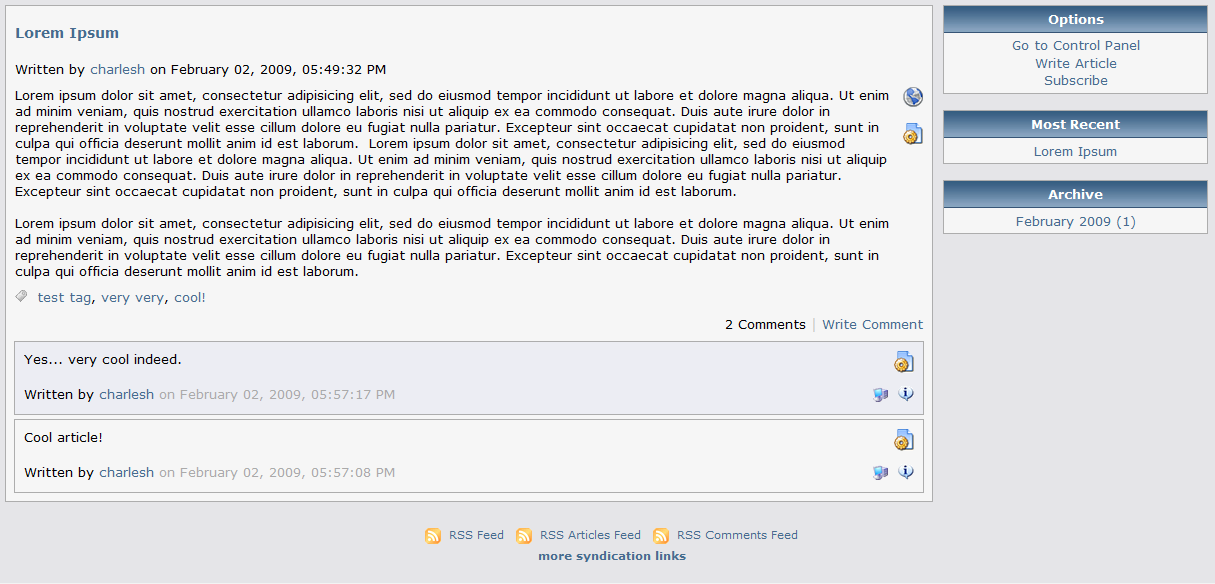 Lorem Ipsum
Written by charlesh on February 02, 2009, 05:49:32 PM
Lorem ipsum dolor sit amet, consectetur adipisicing elit, sed do eiusmod tempor incididunt ut labore et dolore magna aliqua. Ut enim
ad minim veniam, quis nostrud exercitation ullamco laboris nisi ut aliquip ex ea commodo consequat. Duis aute irure dolor in
reprehenderit in voluptate velit esse cillum dolore eu fugiat nulla pariatur. Excepteur sint occaecat cupidatat non proident, sunt in
culpa qui officia deserunt mollit anim id est laborum.  Lorem ipsum dolor sit amet, consectetur adipisicing elit, sed do eiusmod
tempor incididunt ut labore et dolore magna aliqua. Ut enim ad minim veniam, quis nostrud exercitation ullamco laboris nisi ut aliquip
ex ea commodo consequat. Duis aute irure dolor in reprehenderit in voluptate velit esse cillum dolore eu fugiat nulla pariatur.
Excepteur sint occaecat cupidatat non proident, sunt in culpa qui officia deserunt mollit anim id est laborum.
Lorem ipsum dolor sit amet, consectetur adipisicing elit, sed do eiusmod tempor incididunt ut labore et dolore magna aliqua. Ut enim
ad minim veniam, quis nostrud exercitation ullamco laboris nisi ut aliquip ex ea commodo consequat. Duis aute irure dolor in
reprehenderit in voluptate velit esse cillum dolore eu fugiat nulla pariatur. Excepteur sint occaecat cupidatat non proident, sunt in
culpa qui officia deserunt mollit anim id est laborum.
test tag, very very, cool!
2 Comments | Write Comment
Yes... very cool indeed.
Written by charlesh on February 02, 2009, 05:57:17 PM
Cool article!
Written by charlesh on February 02, 2009, 05:57:08 PM
Options
Go to Control Panel
Write Article
Subscribe
Most Recent
Lorem Ipsum
Archive
February 2009 (1)
RSS Feed RSS Articles Feed RSS Comments Feed
more syndication links